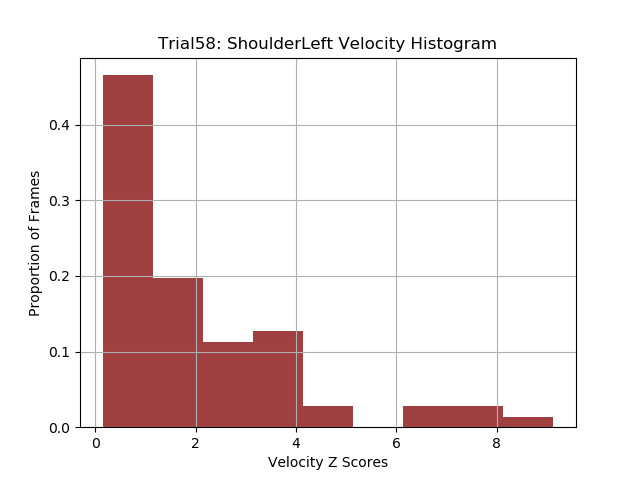 Trial58: ShoulderLeft Velocity Histogram
Proportion of Frames
0.4
0.3
0.2
0.1
0.0
0 2 4 6 8
Velocity Z Scores